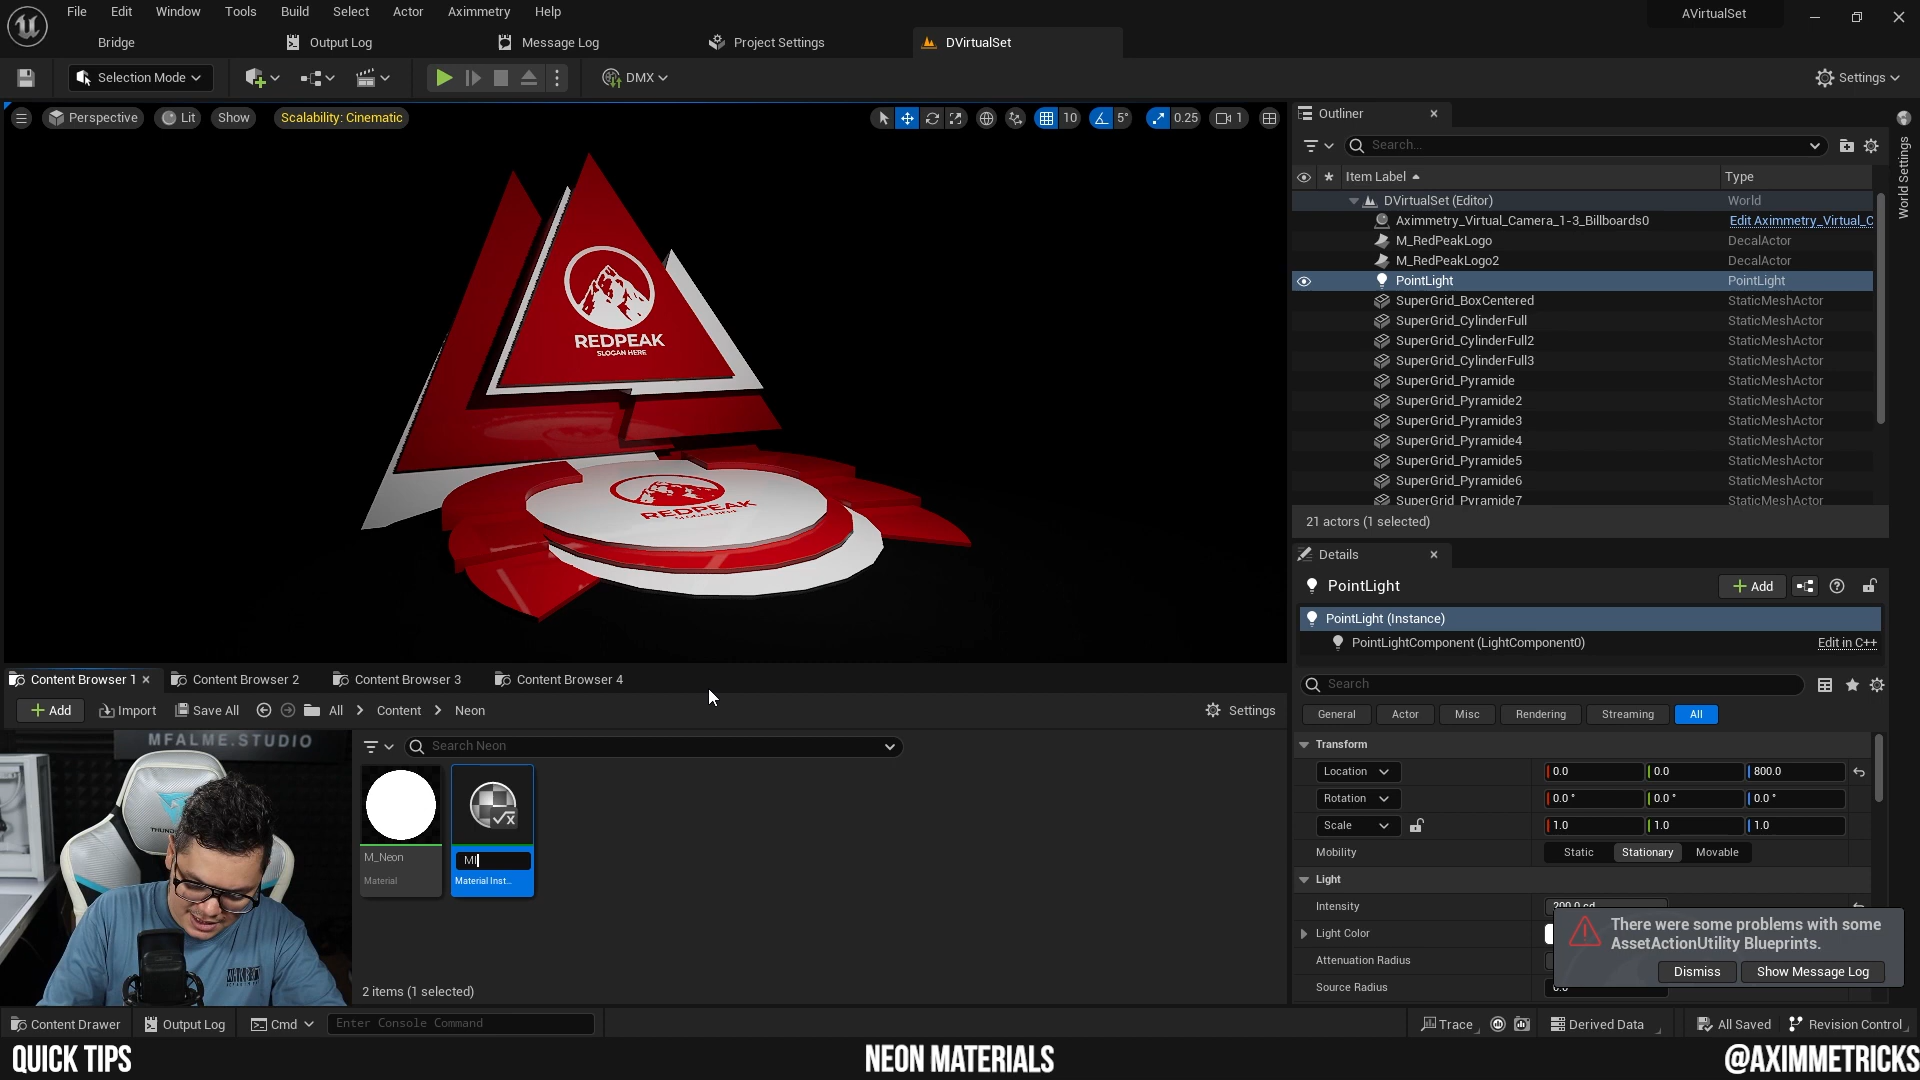 File Edit Window Tools Build Select Actor Aximmetry Help
AVirtualSet
Bridge Output Log Message Log Project Settings DVirtualSet
Selection Mode DMX Settings
Perspective Lit Show Scalability: Cinematic 10 5° 0.25 1
REDPEAK
SLOGAN HERE
REDPEAK
SLOGAN HERE
Outliner
Search...
Item Label Type
DVirtualSet (Editor) World
Aximmetry_Virtual_Camera_1-3_Billboards0 Edit Aximmetry_Virtual_C
M_RedPeakLogo DecalActor
M_RedPeakLogo2 DecalActor
PointLight PointLight
SuperGrid_BoxCentered StaticMeshActor
SuperGrid_CylinderFull StaticMeshActor
SuperGrid_CylinderFull2 StaticMeshActor
SuperGrid_CylinderFull3 StaticMeshActor
SuperGrid_Pyramide StaticMeshActor
SuperGrid_Pyramide2 StaticMeshActor
SuperGrid_Pyramide3 StaticMeshActor
SuperGrid_Pyramide4 StaticMeshActor
SuperGrid_Pyramide5 StaticMeshActor
SuperGrid_Pyramide6 StaticMeshActor
SuperGrid_Pyramide7 StaticMeshActor
21 actors (1 selected)
World Settings
Details
PointLight Add
PointLight (Instance)
PointLightComponent (LightComponent0) Edit in C++
Search
General Actor Misc Rendering Streaming All
Transform
Location 0.0 0.0 800.0
Rotation 0.0 ° 0.0 ° 0.0 °
Scale 1.0 1.0 1.0
Mobility Static Stationary Movable
Light
Intensity 200.0 cd
Light Color
Attenuation Radius
Source Radius 0.0
There were some problems with some
AssetActionUtility Blueprints.
Dismiss Show Message Log
Content Browser 1 Content Browser 2 Content Browser 3 Content Browser 4
Add Import Save All All Content Neon Settings
Search Neon
M_Neon
Material
MI
Material Inst...
2 items (1 selected)
MFALME.STUDIO
Content Drawer Output Log Cmd Enter Console Command Trace Derived Data All Saved Revision Control
QUICK TIPS NEON MATERIALS @AXIMMETRICKS